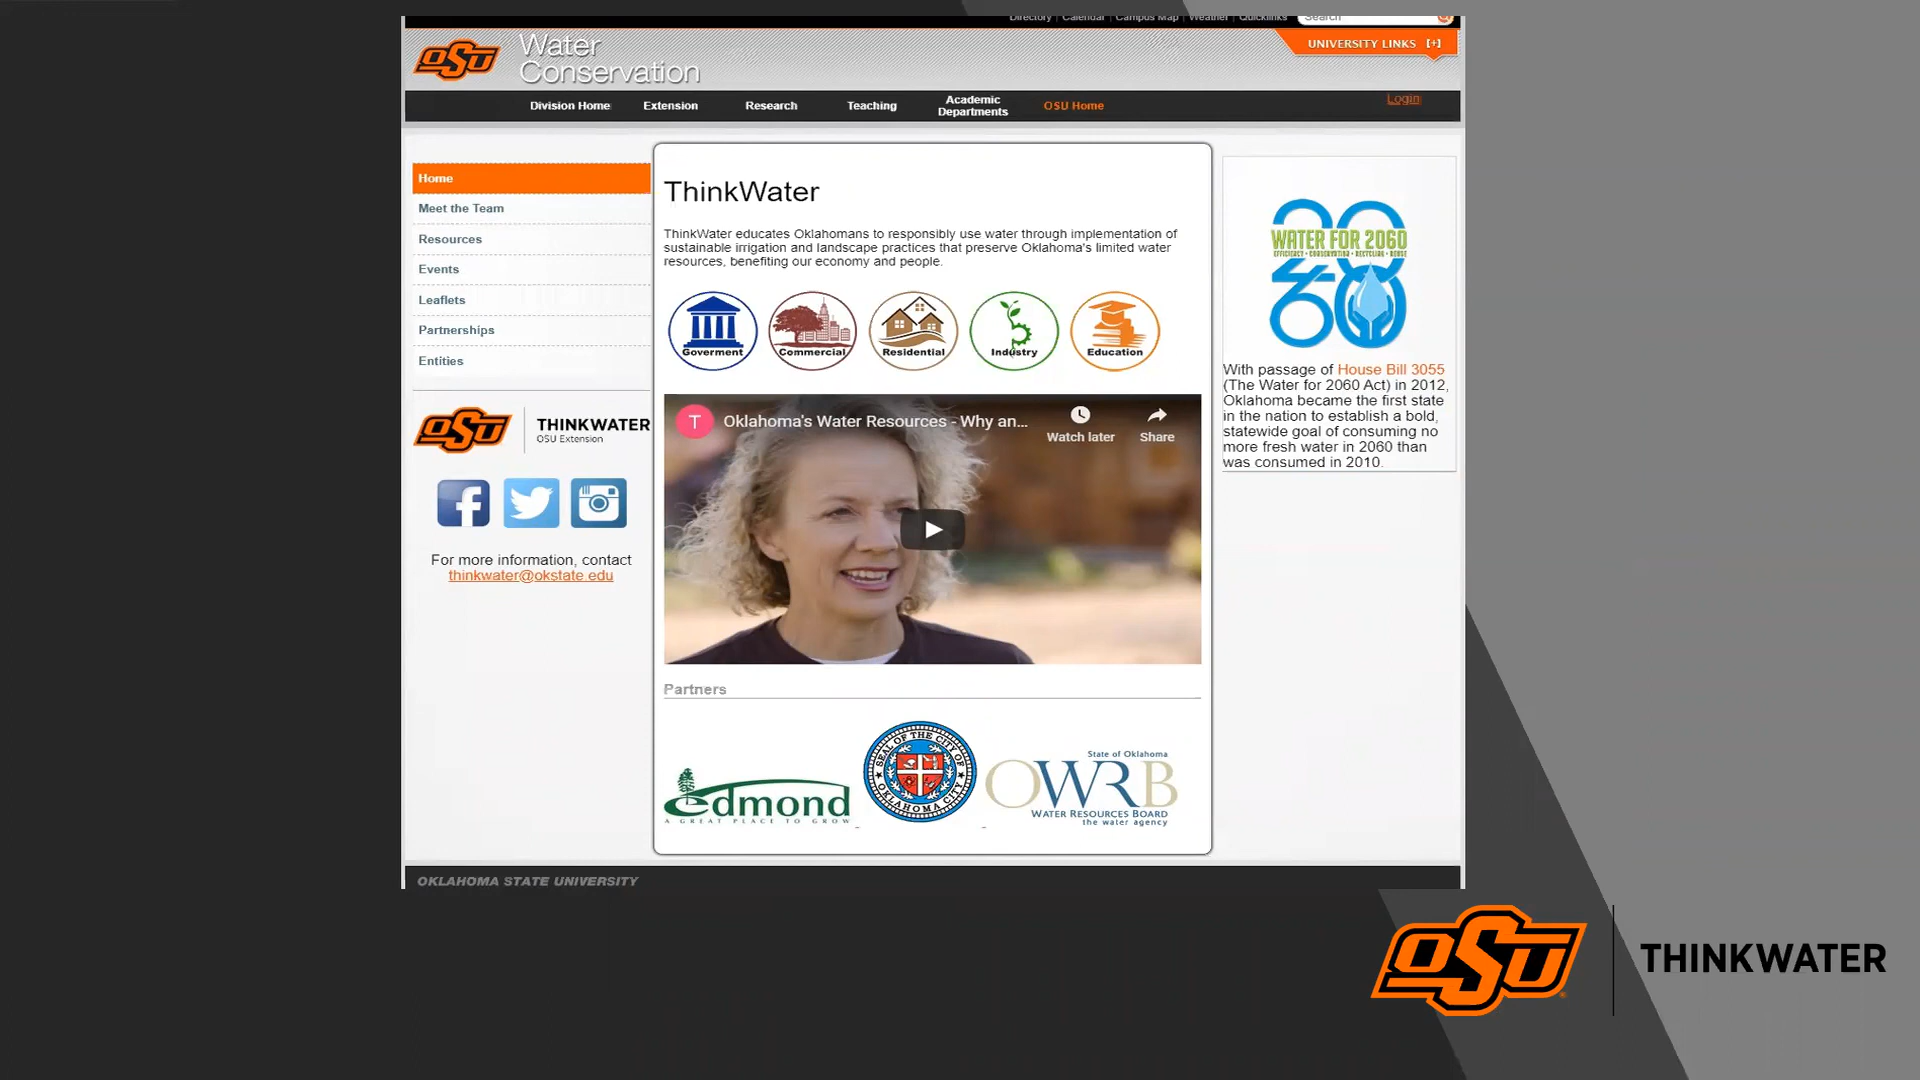 Directory | Calendar | Campus Map | Weather | Quicklinks
Search
OSU
Water
Conservation
UNIVERSITY LINKS [+]
Division Home
Extension
Research
Teaching
Academic
Departments
OSU Home
Login
Home
Meet the Team
Resources
Events
Leaflets
Partnerships
Entities
OSU
THINKWATER
OSU Extension
For more information, contact
thinkwater@okstate.edu
ThinkWater
ThinkWater educates Oklahomans to responsibly use water through implementation of
sustainable irrigation and landscape practices that preserve Oklahoma's limited water
resources, benefiting our economy and people.
Goverment
Commercial
Residential
Industry
Education
T
Oklahoma's Water Resources - Why an...
Watch later
Share
Partners
edmond
A GREAT PLACE TO GROW
SEAL OF THE CITY OF
OKLAHOMA CITY
State of Oklahoma
OWRB
WATER RESOURCES BOARD
the water agency
20
WATER FOR 2060
EFFICIENCY • CONSERVATION • RECYCLING • REUSE
60
With passage of House Bill 3055
(The Water for 2060 Act) in 2012,
Oklahoma became the first state
in the nation to establish a bold,
statewide goal of consuming no
more fresh water in 2060 than
was consumed in 2010.
OKLAHOMA STATE UNIVERSITY
OSU
THINKWATER